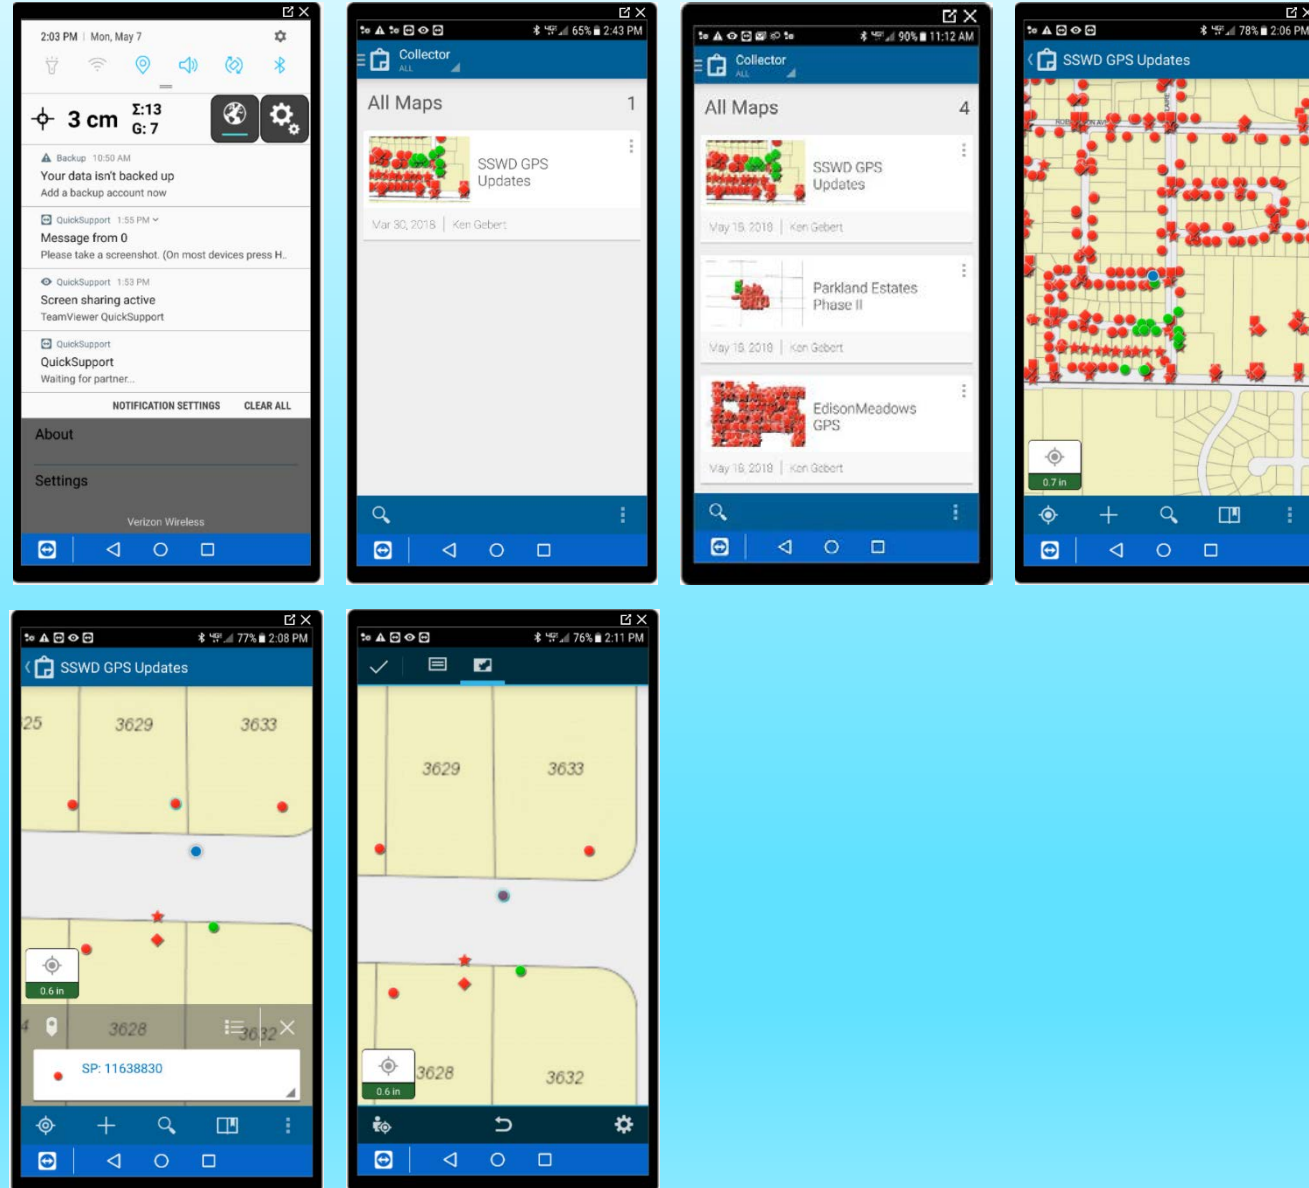 2:03 PM | Mon, May 7
3 cm
Σ:13
G: 7
Backup 10:50 AM
Your data isn't backed up
Add a backup account now
QuickSupport 1:55 PM
Message from 0
Please take a screenshot. (On most devices press H..
QuickSupport 1:53 PM
Screen sharing active
TeamViewer QuickSupport
QuickSupport
QuickSupport
Waiting for partner...
NOTIFICATION SETTINGS CLEAR ALL
About
Settings
Verizon Wireless
65% 2:43 PM
Collector
ALL
All Maps 1
SSWD GPS
Updates
Mar 30, 2018 | Ken Gebert
90% 11:12 AM
Collector
ALL
All Maps 4
SSWD GPS
Updates
May 16, 2018 | Ken Gebert
Parkland Estates
Phase II
May 16, 2018 | Ken Gebert
EdisonMeadows
GPS
May 16, 2018 | Ken Gebert
78% 2:06 PM
SSWD GPS Updates
0.7 in
77% 2:08 PM
SSWD GPS Updates
25 3629 3633
0.6 in
4 3628 3632
SP: 11638830
76% 2:11 PM
3629 3633
3628 3632
0.6 in